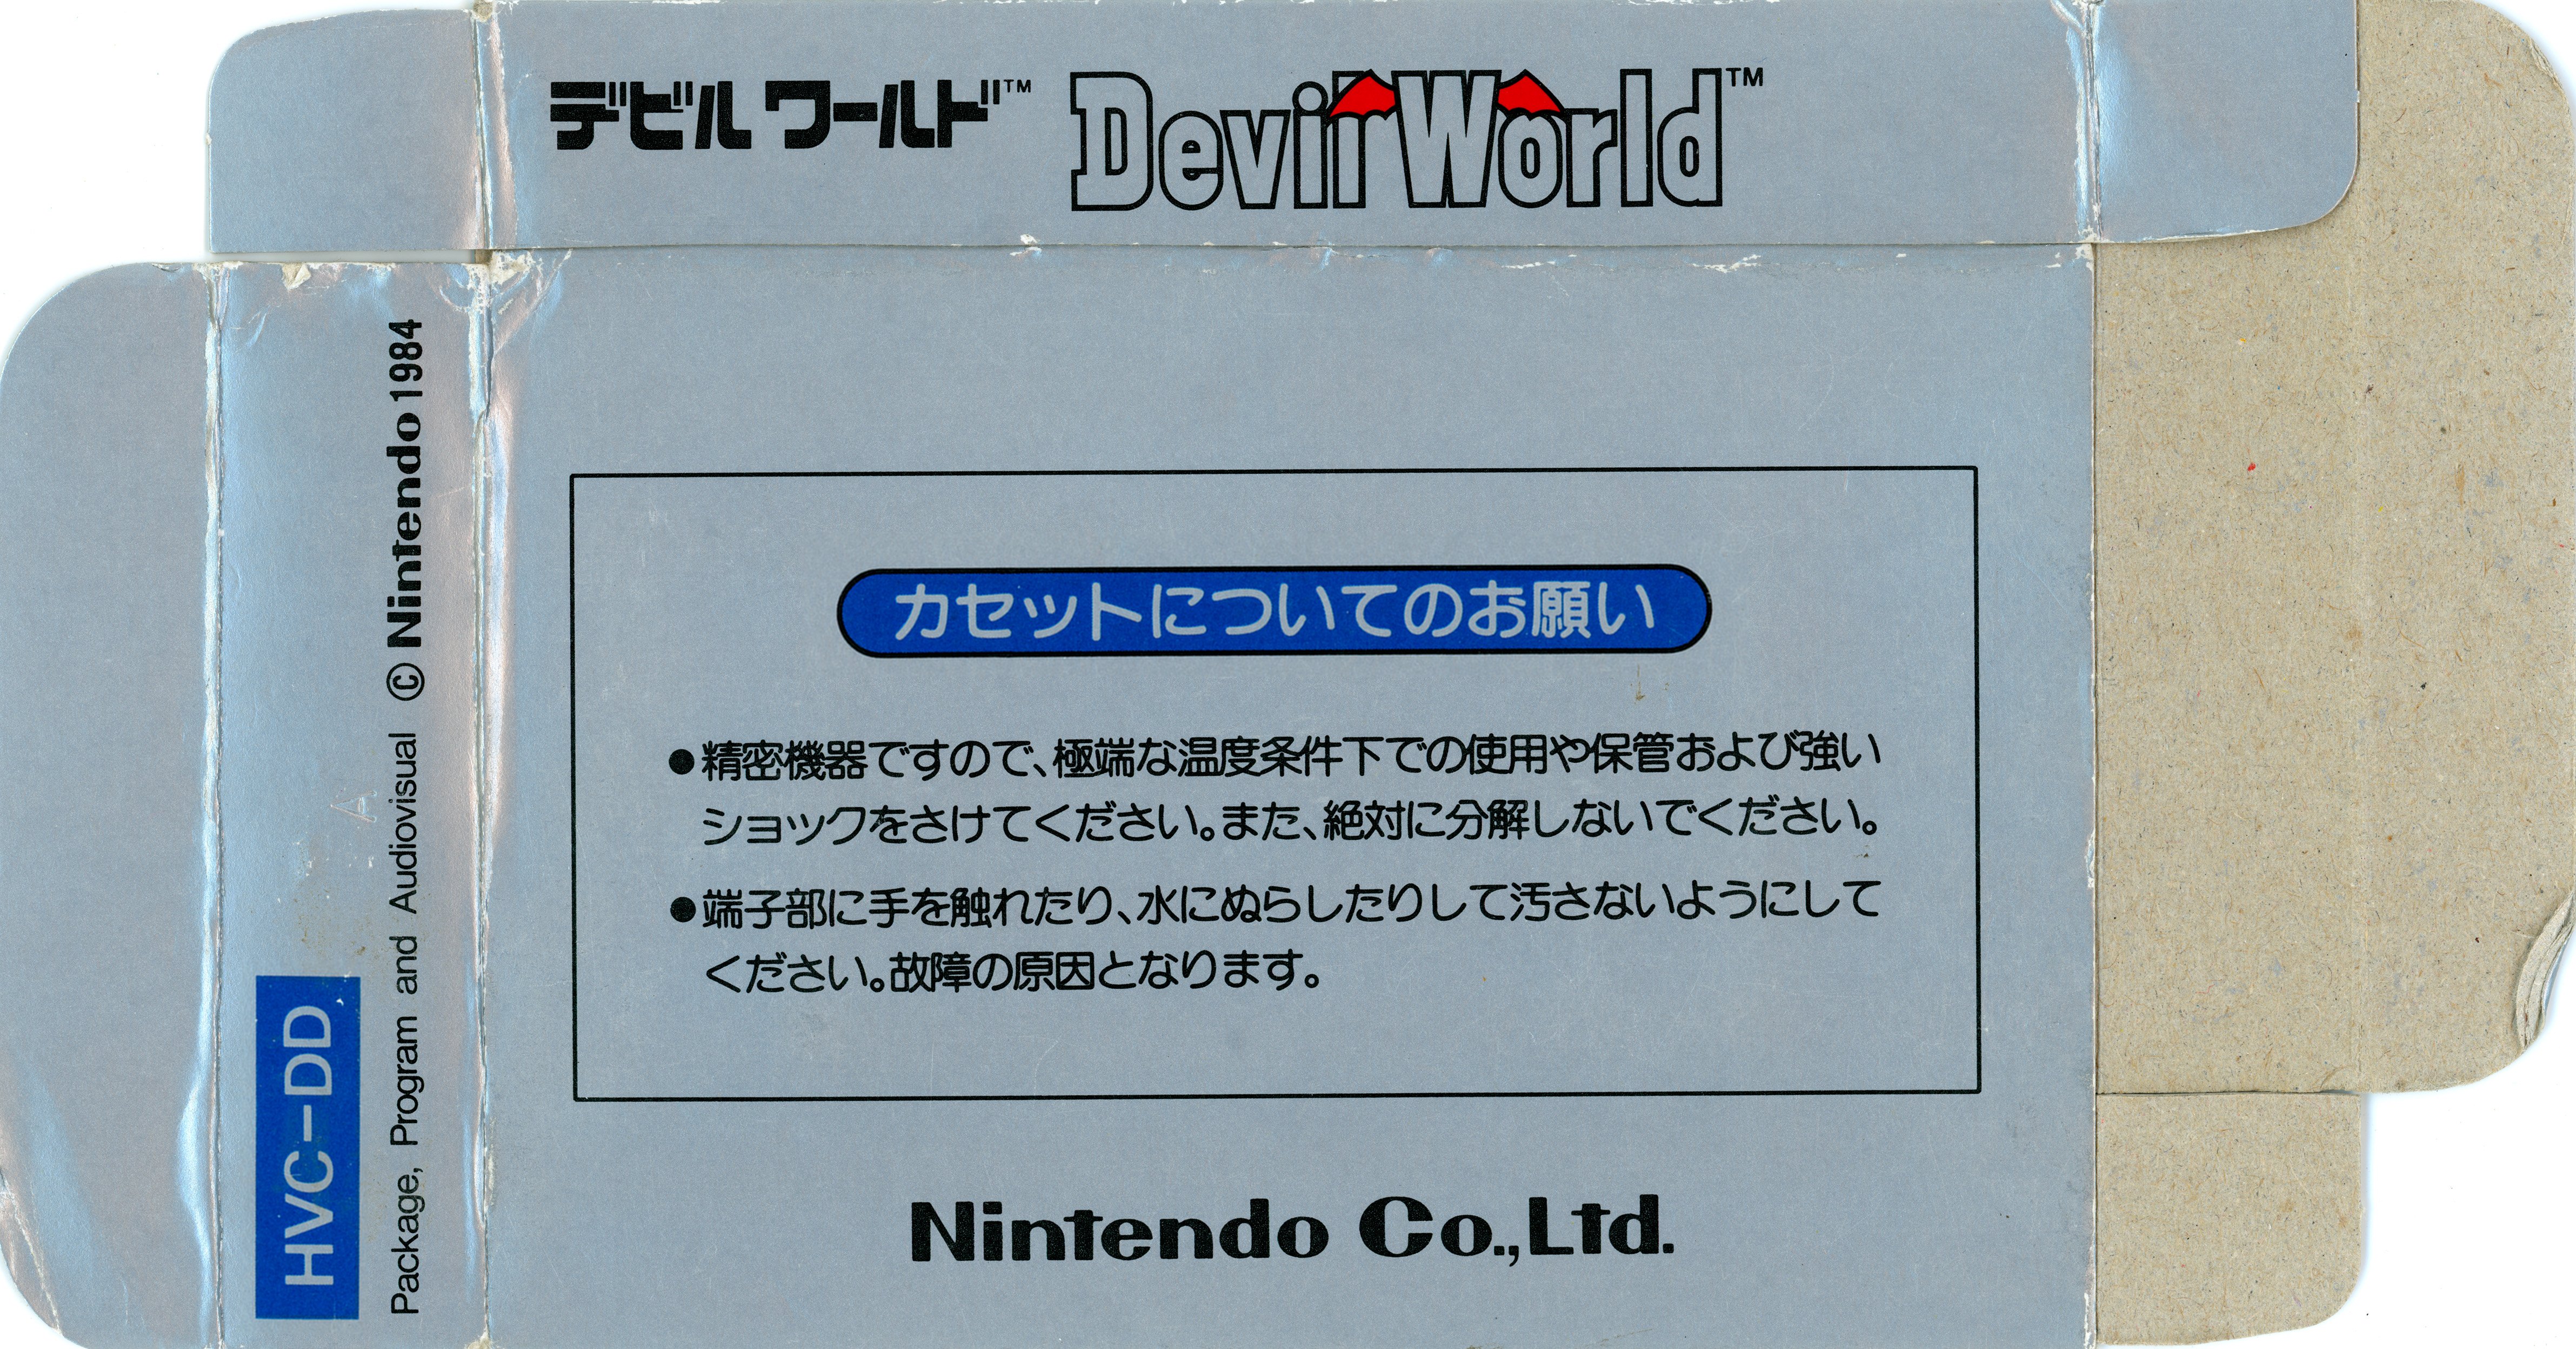 デビルワールド™ Devil World™
カセットについてのお願い
●精密機器ですので、極端な温度条件下での使用や保管および強い
ショックをさけてください。また、絶対に分解しないでください。
●端子部に手を触れたり、水にぬらしたりして汚さないようにして
ください。故障の原因となります。
Nintendo Co.,Ltd.
HVC-DD
Package, Program and Audiovisual © Nintendo 1984
A